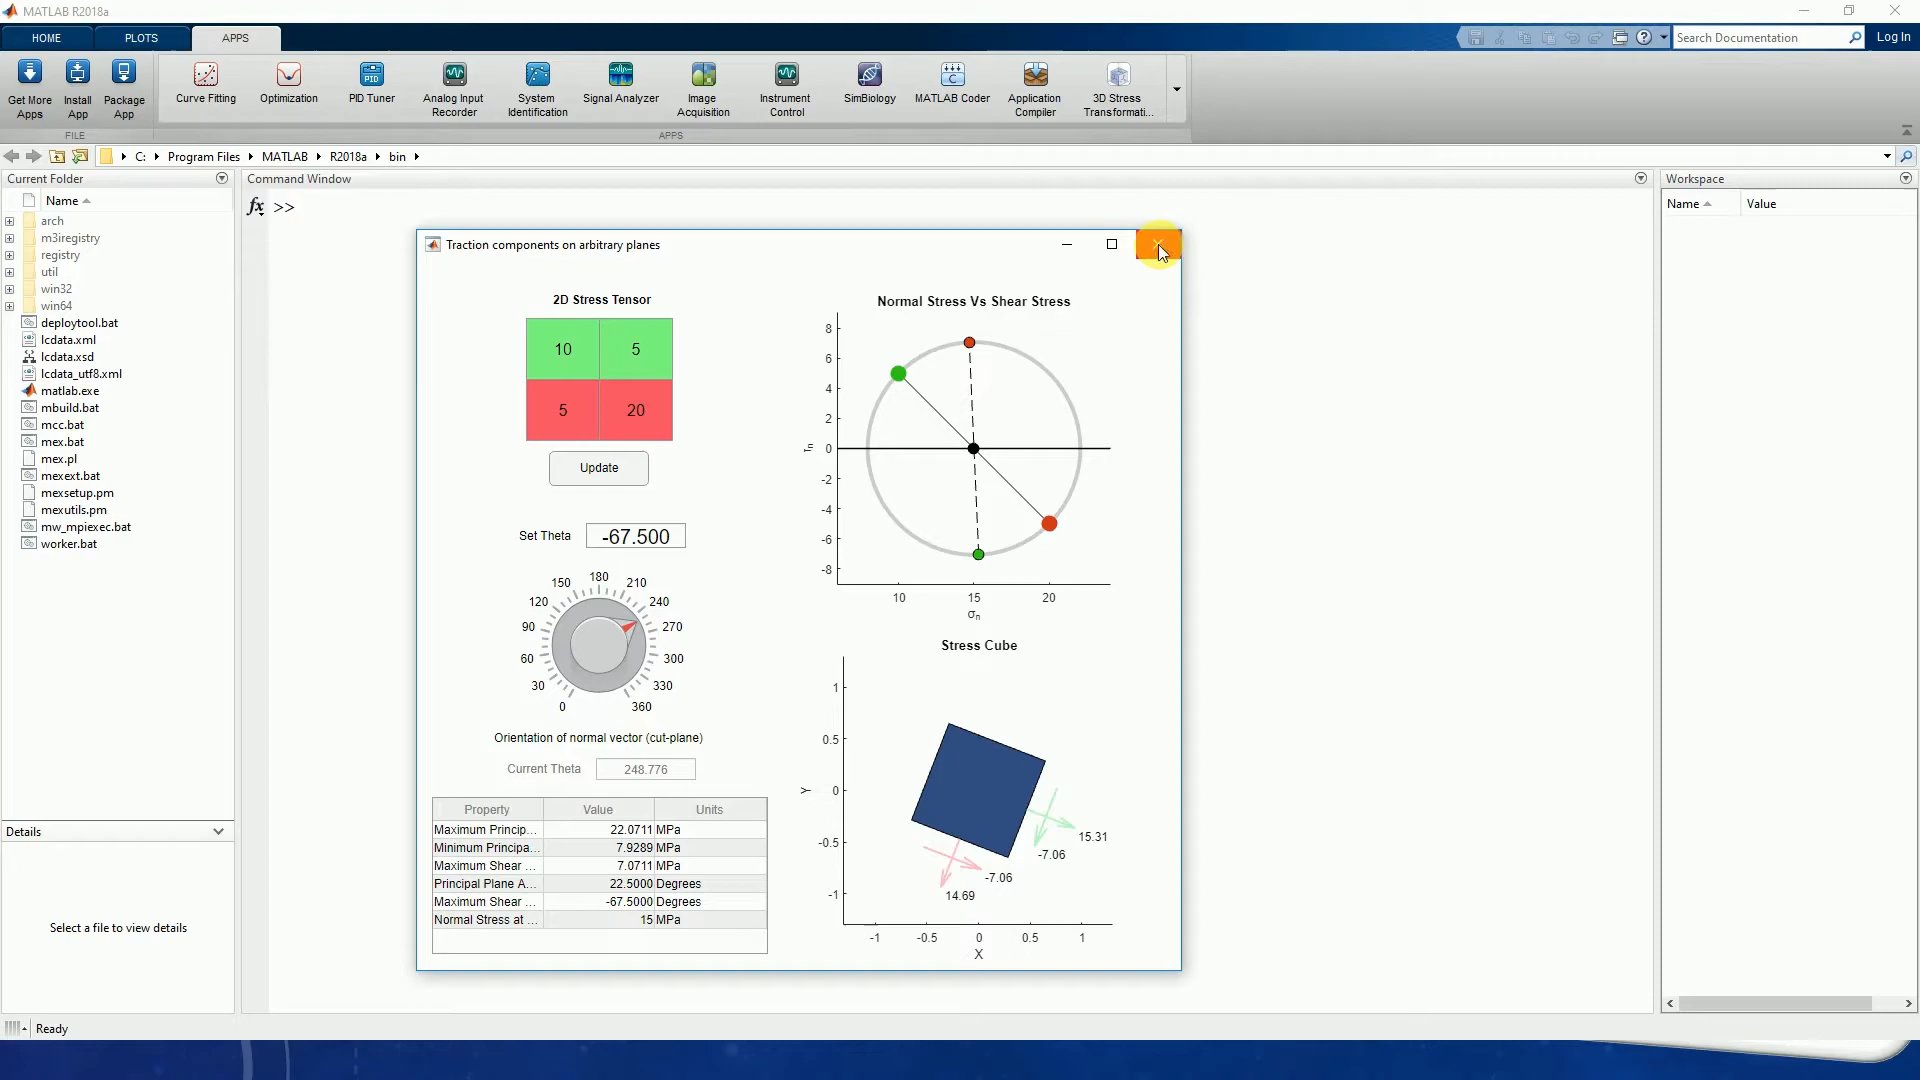 MATLAB R2018a
HOME
PLOTS
APPS
Search Documentation
Log In
Get More Apps
Install App
Package App
Curve Fitting
Optimization
PID Tuner
Analog Input Recorder
System Identification
Signal Analyzer
Image Acquisition
Instrument Control
SimBiology
MATLAB Coder
Application Compiler
3D Stress Transformati...
FILE
APPS
C: Program Files MATLAB R2018a bin
Current Folder
Name
arch
m3iregistry
registry
util
win32
win64
deploytool.bat
lcdata.xml
lcdata.xsd
lcdata_utf8.xml
matlab.exe
mbuild.bat
mcc.bat
mex.bat
mex.pl
mexext.bat
mexsetup.pm
mexutils.pm
mw_mpiexec.bat
worker.bat
Details
Select a file to view details
Ready
Command Window
fx >>
Workspace
Name Value
Traction components on arbitrary planes
2D Stress Tensor
10 5
5 20
Update
Set Theta -67.500
0 30 60 90 120 150 180 210 240 270 300 330 360
Orientation of normal vector (cut-plane)
Current Theta 248.776
Property Value Units
Maximum Princip... 22.0711 MPa
Minimum Principa... 7.9289 MPa
Maximum Shear ... 7.0711 MPa
Principal Plane A... 22.5000 Degrees
Maximum Shear ... -67.5000 Degrees
Normal Stress at ... 15 MPa
Normal Stress Vs Shear Stress
8
6
4
2
0
-2
-4
-6
-8
τn
10 15 20
σn
Stress Cube
1
0.5
0
-0.5
-1
Y
15.31
-7.06
-7.06
14.69
-1 -0.5 0 0.5 1
X